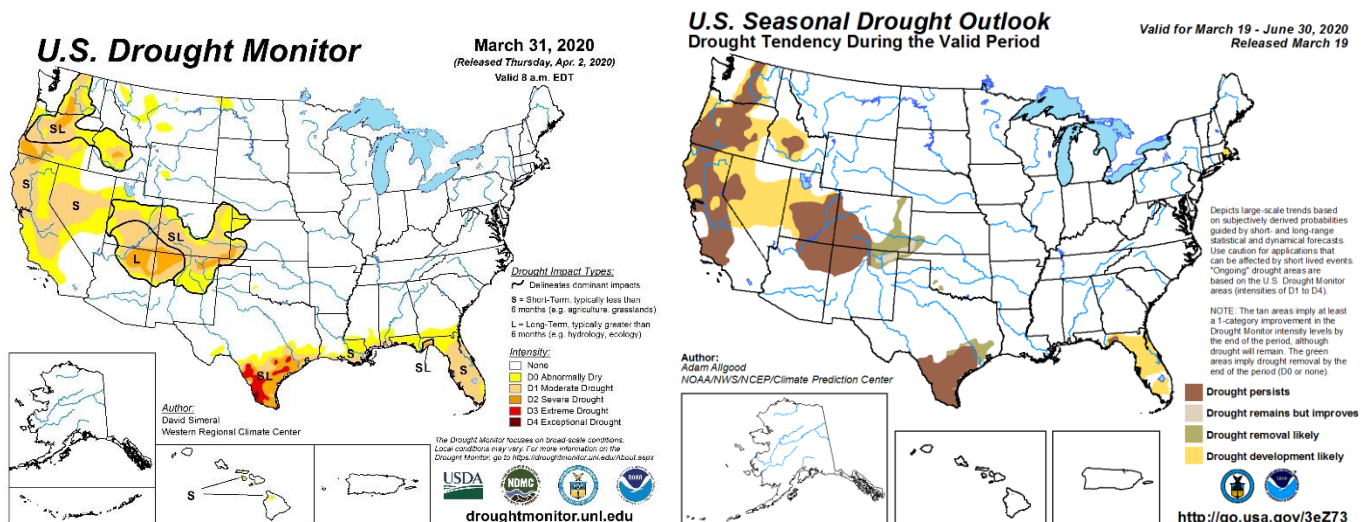 U.S. Drought Monitor
March 31, 2020
(Released Thursday, Apr. 2, 2020)
Valid 8 a.m. EDT
SL
S
S
SL
L
SL
S
SL
S
Drought Impact Types:
Delineates dominant impacts
S = Short-Term, typically less than
6 months (e.g. agriculture, grasslands)
L = Long-Term, typically greater than
6 months (e.g. hydrology, ecology)
Intensity:
None
D0 Abnormally Dry
D1 Moderate Drought
D2 Severe Drought
D3 Extreme Drought
D4 Exceptional Drought
Author:
David Simeral
Western Regional Climate Center
S
The Drought Monitor focuses on broad-scale conditions.
Local conditions may vary. For more information on the
Drought Monitor, go to https://droughtmonitor.unl.edu/About.aspx
USDA
NDMC
droughtmonitor.unl.edu
U.S. Seasonal Drought Outlook
Drought Tendency During the Valid Period
Valid for March 19 - June 30, 2020
Released March 19
Depicts large-scale trends based
on subjectively derived probabilities
guided by short- and long-range
statistical and dynamical forecasts.
Use caution for applications that
can be affected by short lived events.
"Ongoing" drought areas are
based on the U.S. Drought Monitor
areas (intensities of D1 to D4).
NOTE: The tan areas imply at least
a 1-category improvement in the
Drought Monitor intensity levels by
the end of the period, although
drought will remain. The green
areas imply drought removal by the
end of the period (D0 or none).
Author:
Adam Allgood
NOAA/NWS/NCEP/Climate Prediction Center
Drought persists
Drought remains but improves
Drought removal likely
Drought development likely
http://go.usa.gov/3eZ73